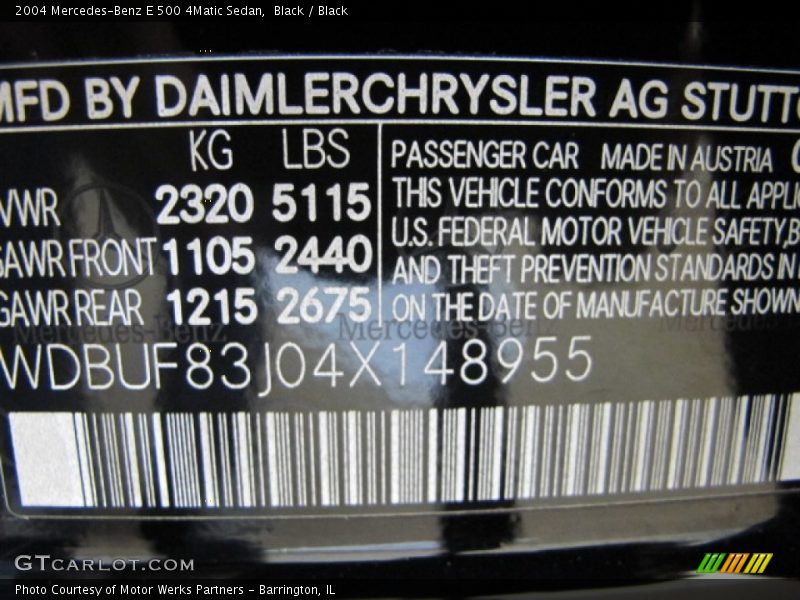 2004 Mercedes-Benz E 500 4Matic Sedan, Black / Black
MFD BY DAIMLERCHRYSLER AG STUTTG
KG LBS
VWR 2320 5115
GAWR FRONT 1105 2440
GAWR REAR 1215 2675
PASSENGER CAR MADE IN AUSTRIA
THIS VEHICLE CONFORMS TO ALL APPLI
U.S. FEDERAL MOTOR VEHICLE SAFETY,B
AND THEFT PREVENTION STANDARDS IN
ON THE DATE OF MANUFACTURE SHOWN
Mercedes-Benz Mercedes-Benz Mercedes
WDBUF83J04X148955
GTCARLOT.COM
Photo Courtesy of Motor Werks Partners - Barrington, IL